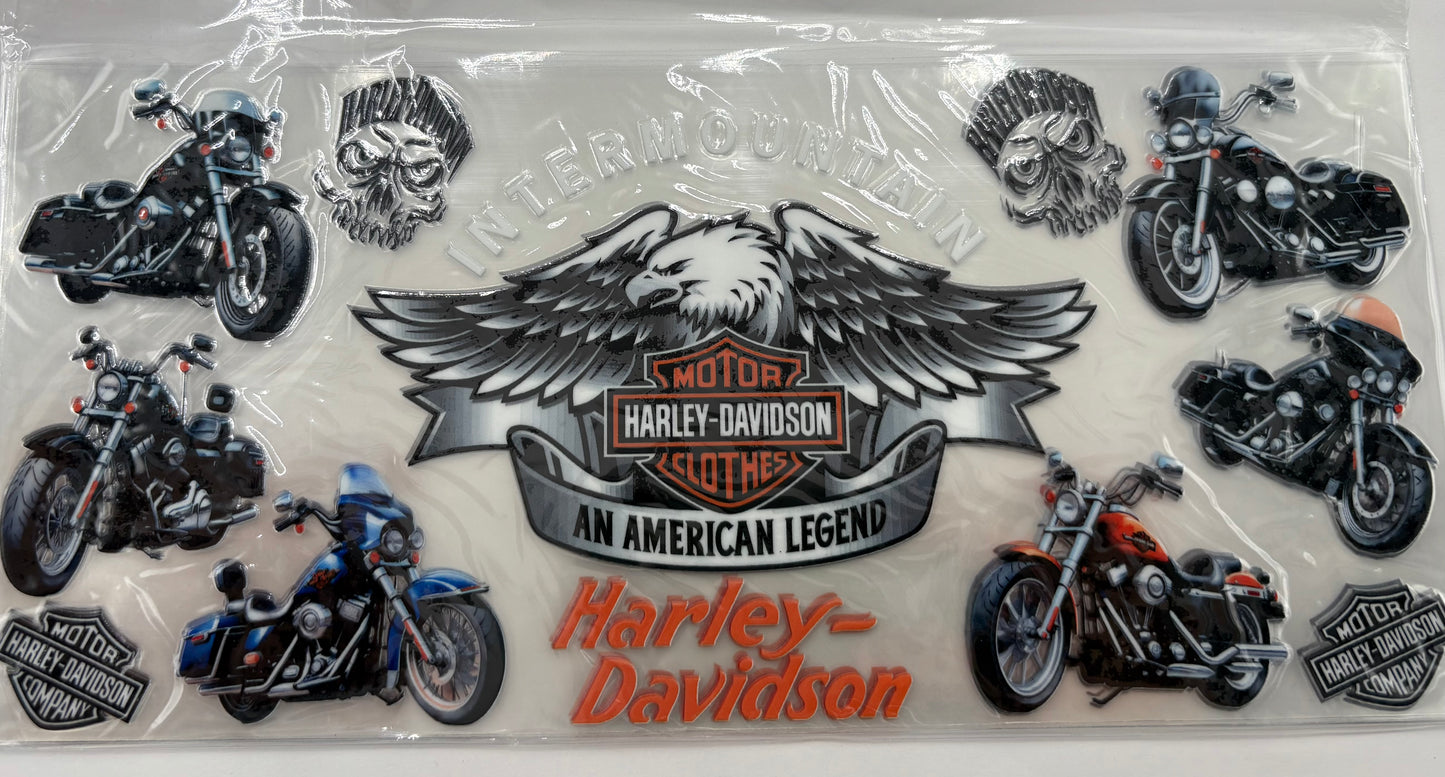 INTERMOUNTAIN
MOTOR
HARLEY-DAVIDSON
CLOTHES
AN AMERICAN LEGEND
Harley-
Davidson
MOTOR
HARLEY-DAVIDSON
COMPANY
MOTOR
HARLEY-DAVIDSON
COMPANY